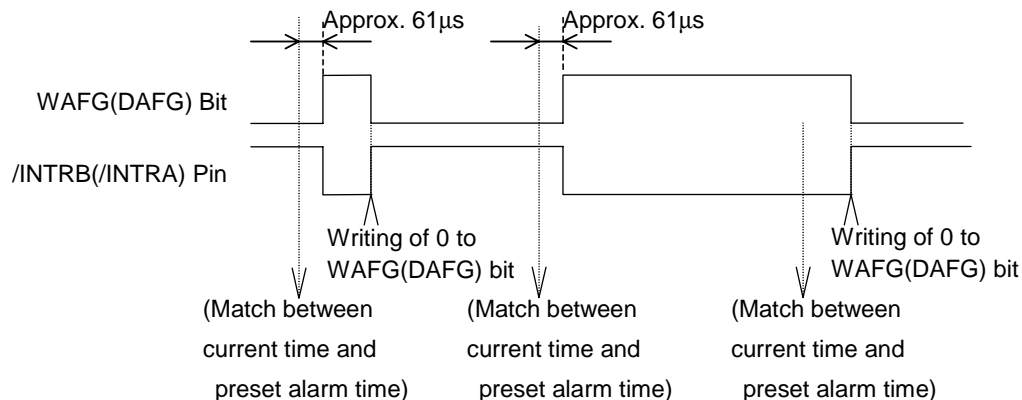 Approx. 61μs
Approx. 61μs
WAFG(DAFG) Bit
/INTRB(/INTRA) Pin
Writing of 0 to
WAFG(DAFG) bit
Writing of 0 to
WAFG(DAFG) bit
(Match between
current time and
preset alarm time)
(Match between
current time and
preset alarm time)
(Match between
current time and
preset alarm time)